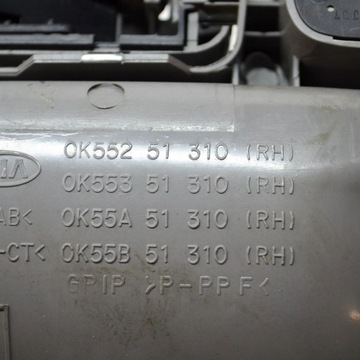 0K552 51 310 (RH)
0K553 51 310 (RH)
AB< 0K55A 51 310 (RH)
-CT< 0K55B 51 310 (RH)
GRIP >P-PPF<